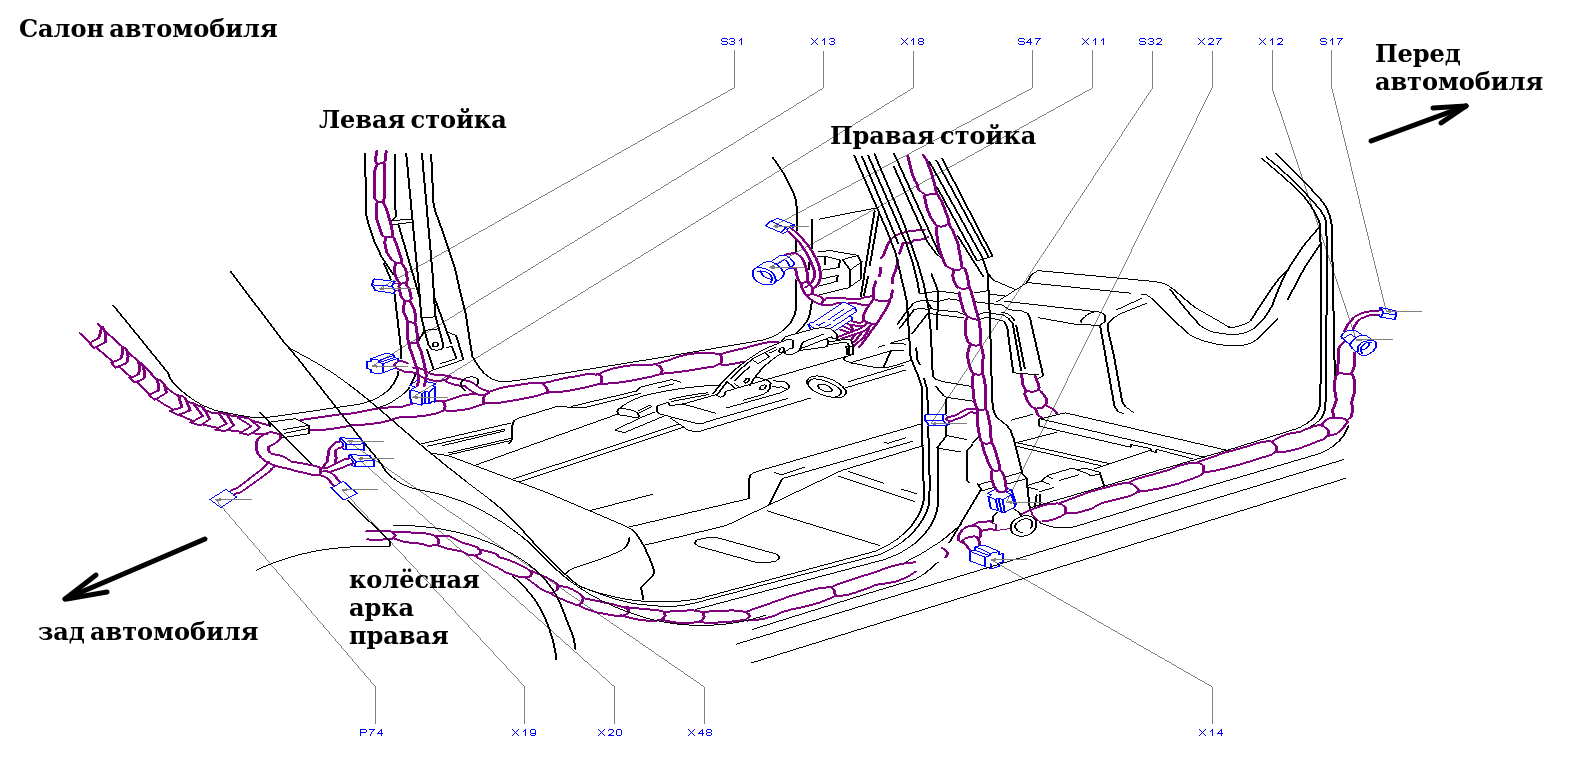 Салон автомобиля
S31 X13 X18 S47 X11 S32 X27 X12 S17
Перед
автомобиля
Левая стойка
Правая стойка
колёсная
арка
правая
зад автомобиля
P74 X19 X20 X48 X14